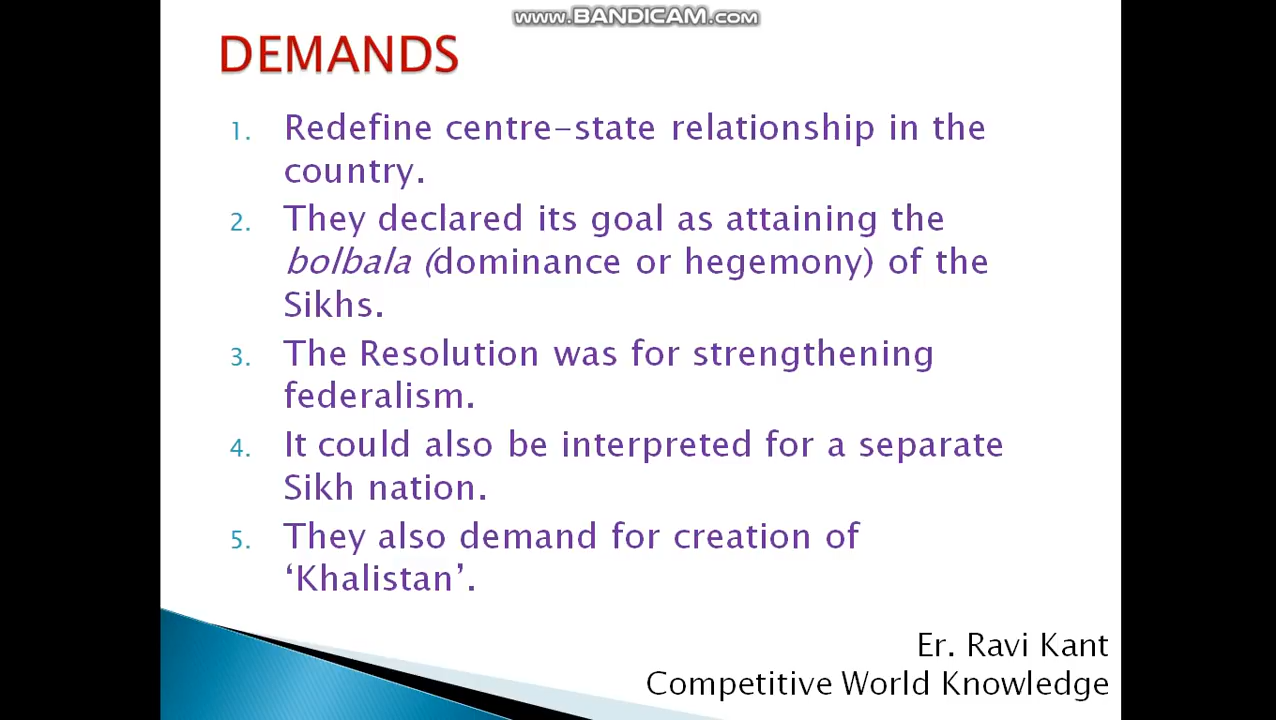 www.BANDICAM.com
DEMANDS
1. Redefine centre-state relationship in the
country.
2. They declared its goal as attaining the
bolbala (dominance or hegemony) of the
Sikhs.
3. The Resolution was for strengthening
federalism.
4. It could also be interpreted for a separate
Sikh nation.
5. They also demand for creation of
‘Khalistan’.
Er. Ravi Kant
Competitive World Knowledge